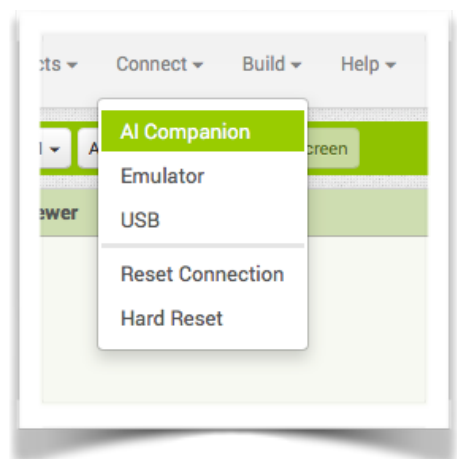 cts Connect Build Help
AI Companion
A creen
Emulator
ewer
USB
Reset Connection
Hard Reset